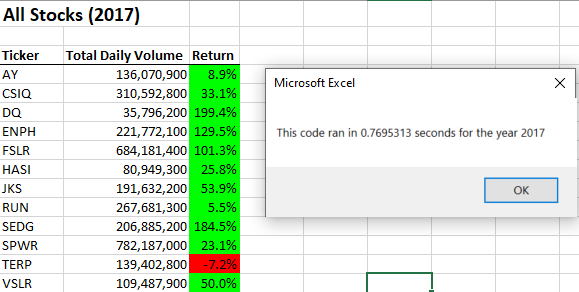 All Stocks (2017)
Ticker Total Daily Volume Return
AY 136,070,900 8.9%
CSIQ 310,592,800 33.1%
DQ 35,796,200 199.4%
ENPH 221,772,100 129.5%
FSLR 684,181,400 101.3%
HASI 80,949,300 25.8%
JKS 191,632,200 53.9%
RUN 267,681,300 5.5%
SEDG 206,885,200 184.5%
SPWR 782,187,000 23.1%
TERP 139,402,800 -7.2%
VSLR 109,487,900 50.0%
Microsoft Excel
This code ran in 0.7695313 seconds for the year 2017
OK